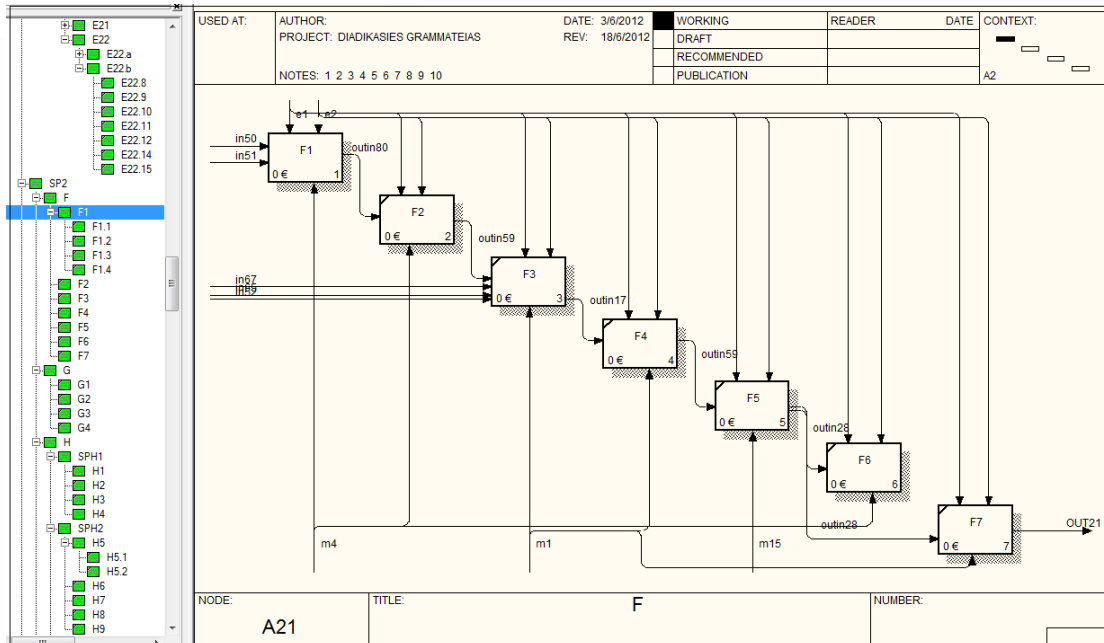 E21
E22
E22.a
E22.b
E22.8
E22.9
E22.10
E22.11
E22.12
E22.14
E22.15
SP2
F
F1
F1.1
F1.2
F1.3
F1.4
F2
F3
F4
F5
F6
F7
G
G1
G2
G3
G4
H
SPH1
H1
H2
H3
H4
SPH2
H5
H5.1
H5.2
H6
H7
H8
H9
USED AT:
AUTHOR:
DATE: 3/6/2012
PROJECT: DIADIKASIES GRAMMATEIAS
REV: 18/6/2012
NOTES: 1 2 3 4 5 6 7 8 9 10
WORKING
DRAFT
RECOMMENDED
PUBLICATION
READER
DATE
CONTEXT:
A2
e1
e2
in50
in51
F1
0 €
1
outin80
F2
0 €
2
outin59
in67
in52
F3
0 €
3
outin17
F4
0 €
4
outin59
F5
0 €
5
outin28
F6
0 €
6
outin28
F7
0 €
7
OUT21
m4
m1
m15
NODE:
A21
TITLE:
F
NUMBER: